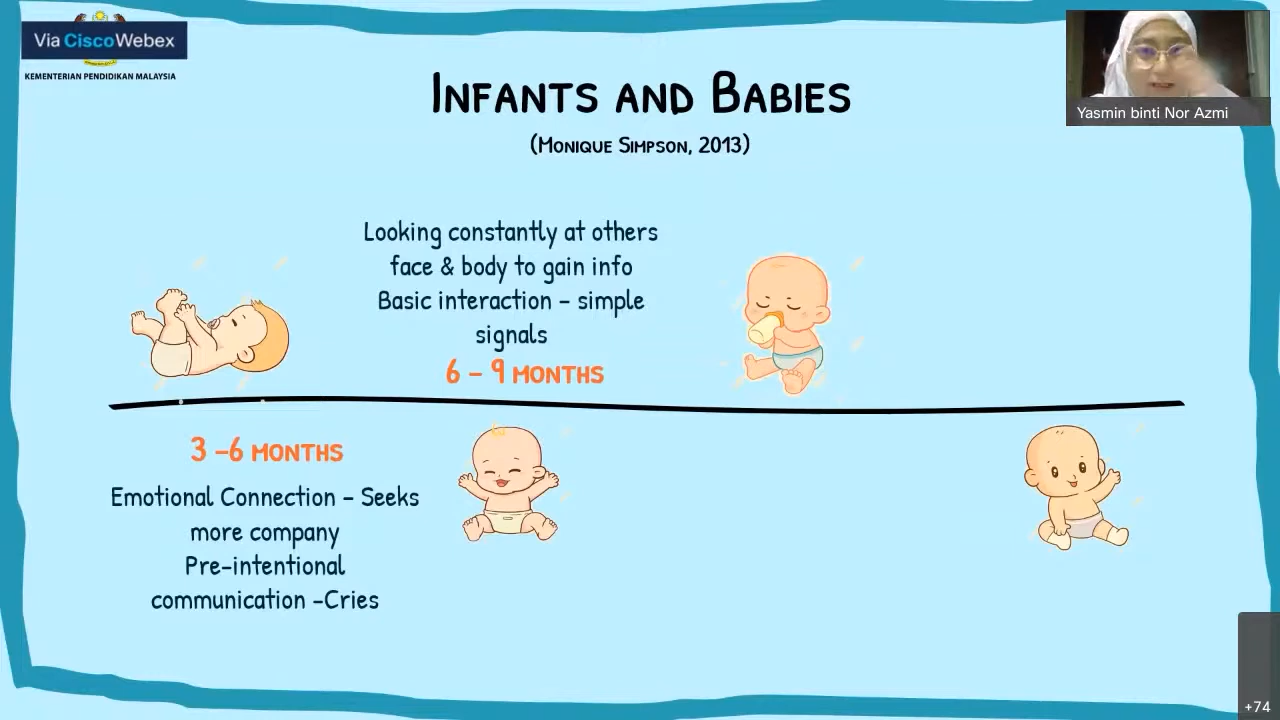 Via CiscoWebex
KEMENTERIAN PENDIDIKAN MALAYSIA
INFANTS AND BABIES
(MONIQUE SIMPSON, 2013)
Yasmin binti Nor Azmi
Looking constantly at others
face & body to gain info
Basic interaction – simple
signals
6 – 9 MONTHS
3 –6 MONTHS
Emotional Connection – Seeks
more company
Pre-intentional
communication –Cries
+74